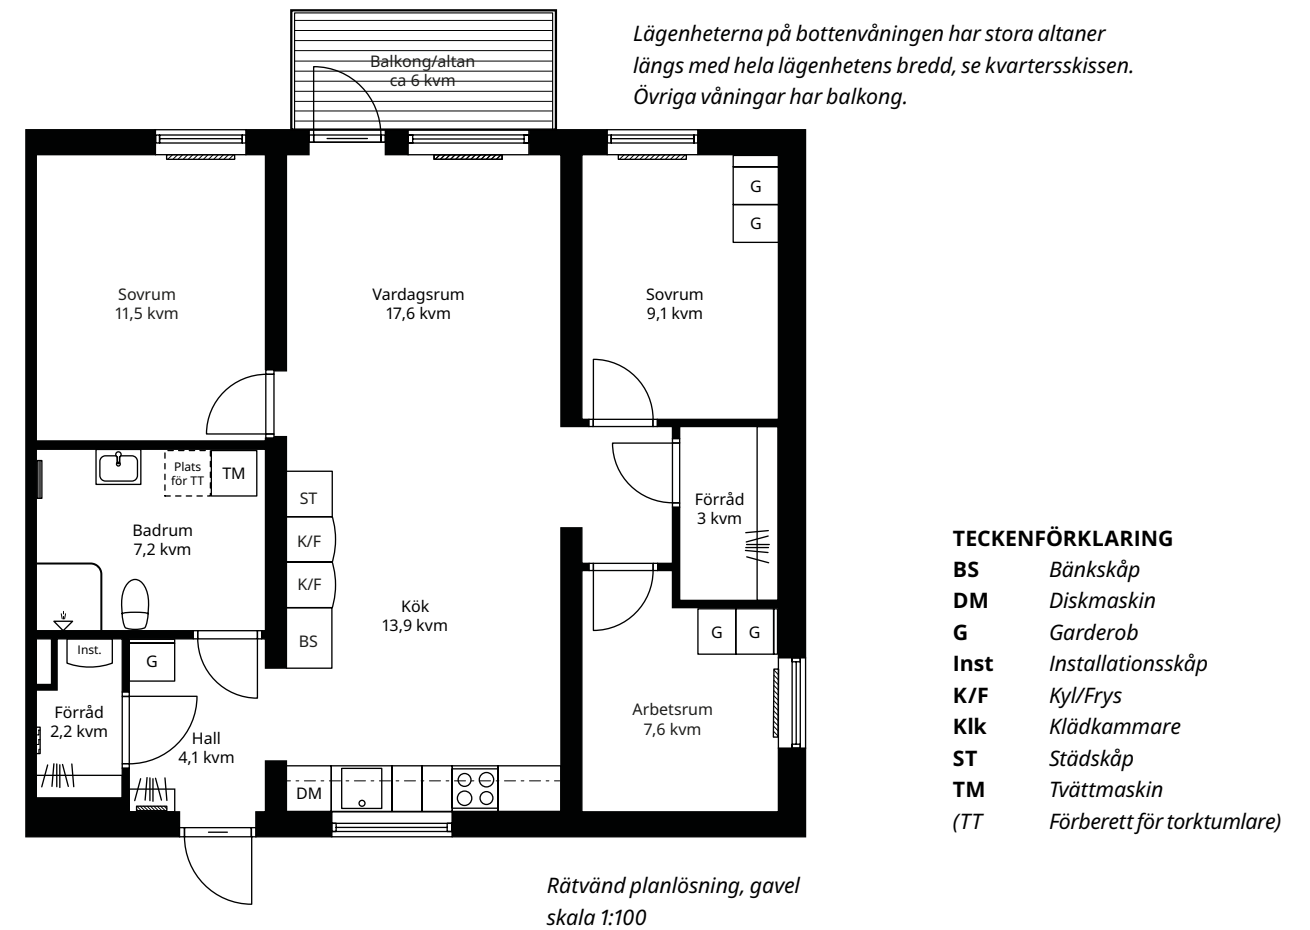 Lägenheterna på bottenvåningen har stora altaner
längs med hela lägenhetens bredd, se kvartersskissen.
Övriga våningar har balkong.
Balkong/altan
ca 6 kvm
G
G
Sovrum
11,5 kvm
Vardagsrum
17,6 kvm
Sovrum
9,1 kvm
Plats
för TT
TM
Badrum
7,2 kvm
ST
K/F
K/F
BS
Förråd
3 kvm
Kök
13,9 kvm
Inst.
G
G
G
Förråd
2,2 kvm
Hall
4,1 kvm
Arbetsrum
7,6 kvm
DM
TECKENFÖRKLARING
BS Bänkskåp
DM Diskmaskin
G Garderob
Inst Installationsskåp
K/F Kyl/Frys
Klk Klädkammare
ST Städskåp
TM Tvättmaskin
(TT Förberett för torktumlare)
Rätvänd planlösning, gavel
skala 1:100